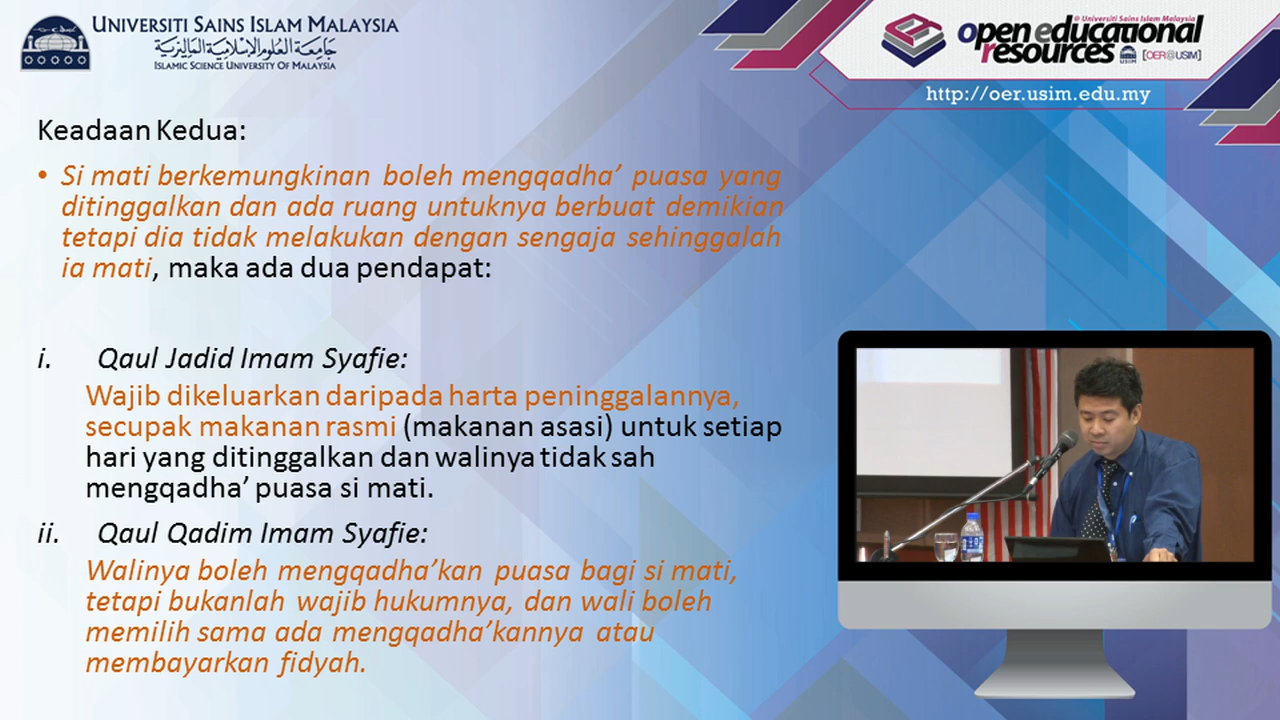 UNIVERSITI SAINS ISLAM MALAYSIA
جامعة العلوم الإسلامية الماليزية
ISLAMIC SCIENCE UNIVERSITY OF MALAYSIA
@ Universiti Sains Islam Malaysia
open educational
resources
USIM
[OER@USIM]
http://oer.usim.edu.my
Keadaan Kedua:
• Si mati berkemungkinan boleh mengqadha’ puasa yang
ditinggalkan dan ada ruang untuknya berbuat demikian
tetapi dia tidak melakukan dengan sengaja sehinggalah
ia mati, maka ada dua pendapat:
i. Qaul Jadid Imam Syafie:
Wajib dikeluarkan daripada harta peninggalannya,
secupak makanan rasmi (makanan asasi) untuk setiap
hari yang ditinggalkan dan walinya tidak sah
mengqadha’ puasa si mati.
ii. Qaul Qadim Imam Syafie:
Walinya boleh mengqadha’kan puasa bagi si mati,
tetapi bukanlah wajib hukumnya, dan wali boleh
memilih sama ada mengqadha’kannya atau
membayarkan fidyah.